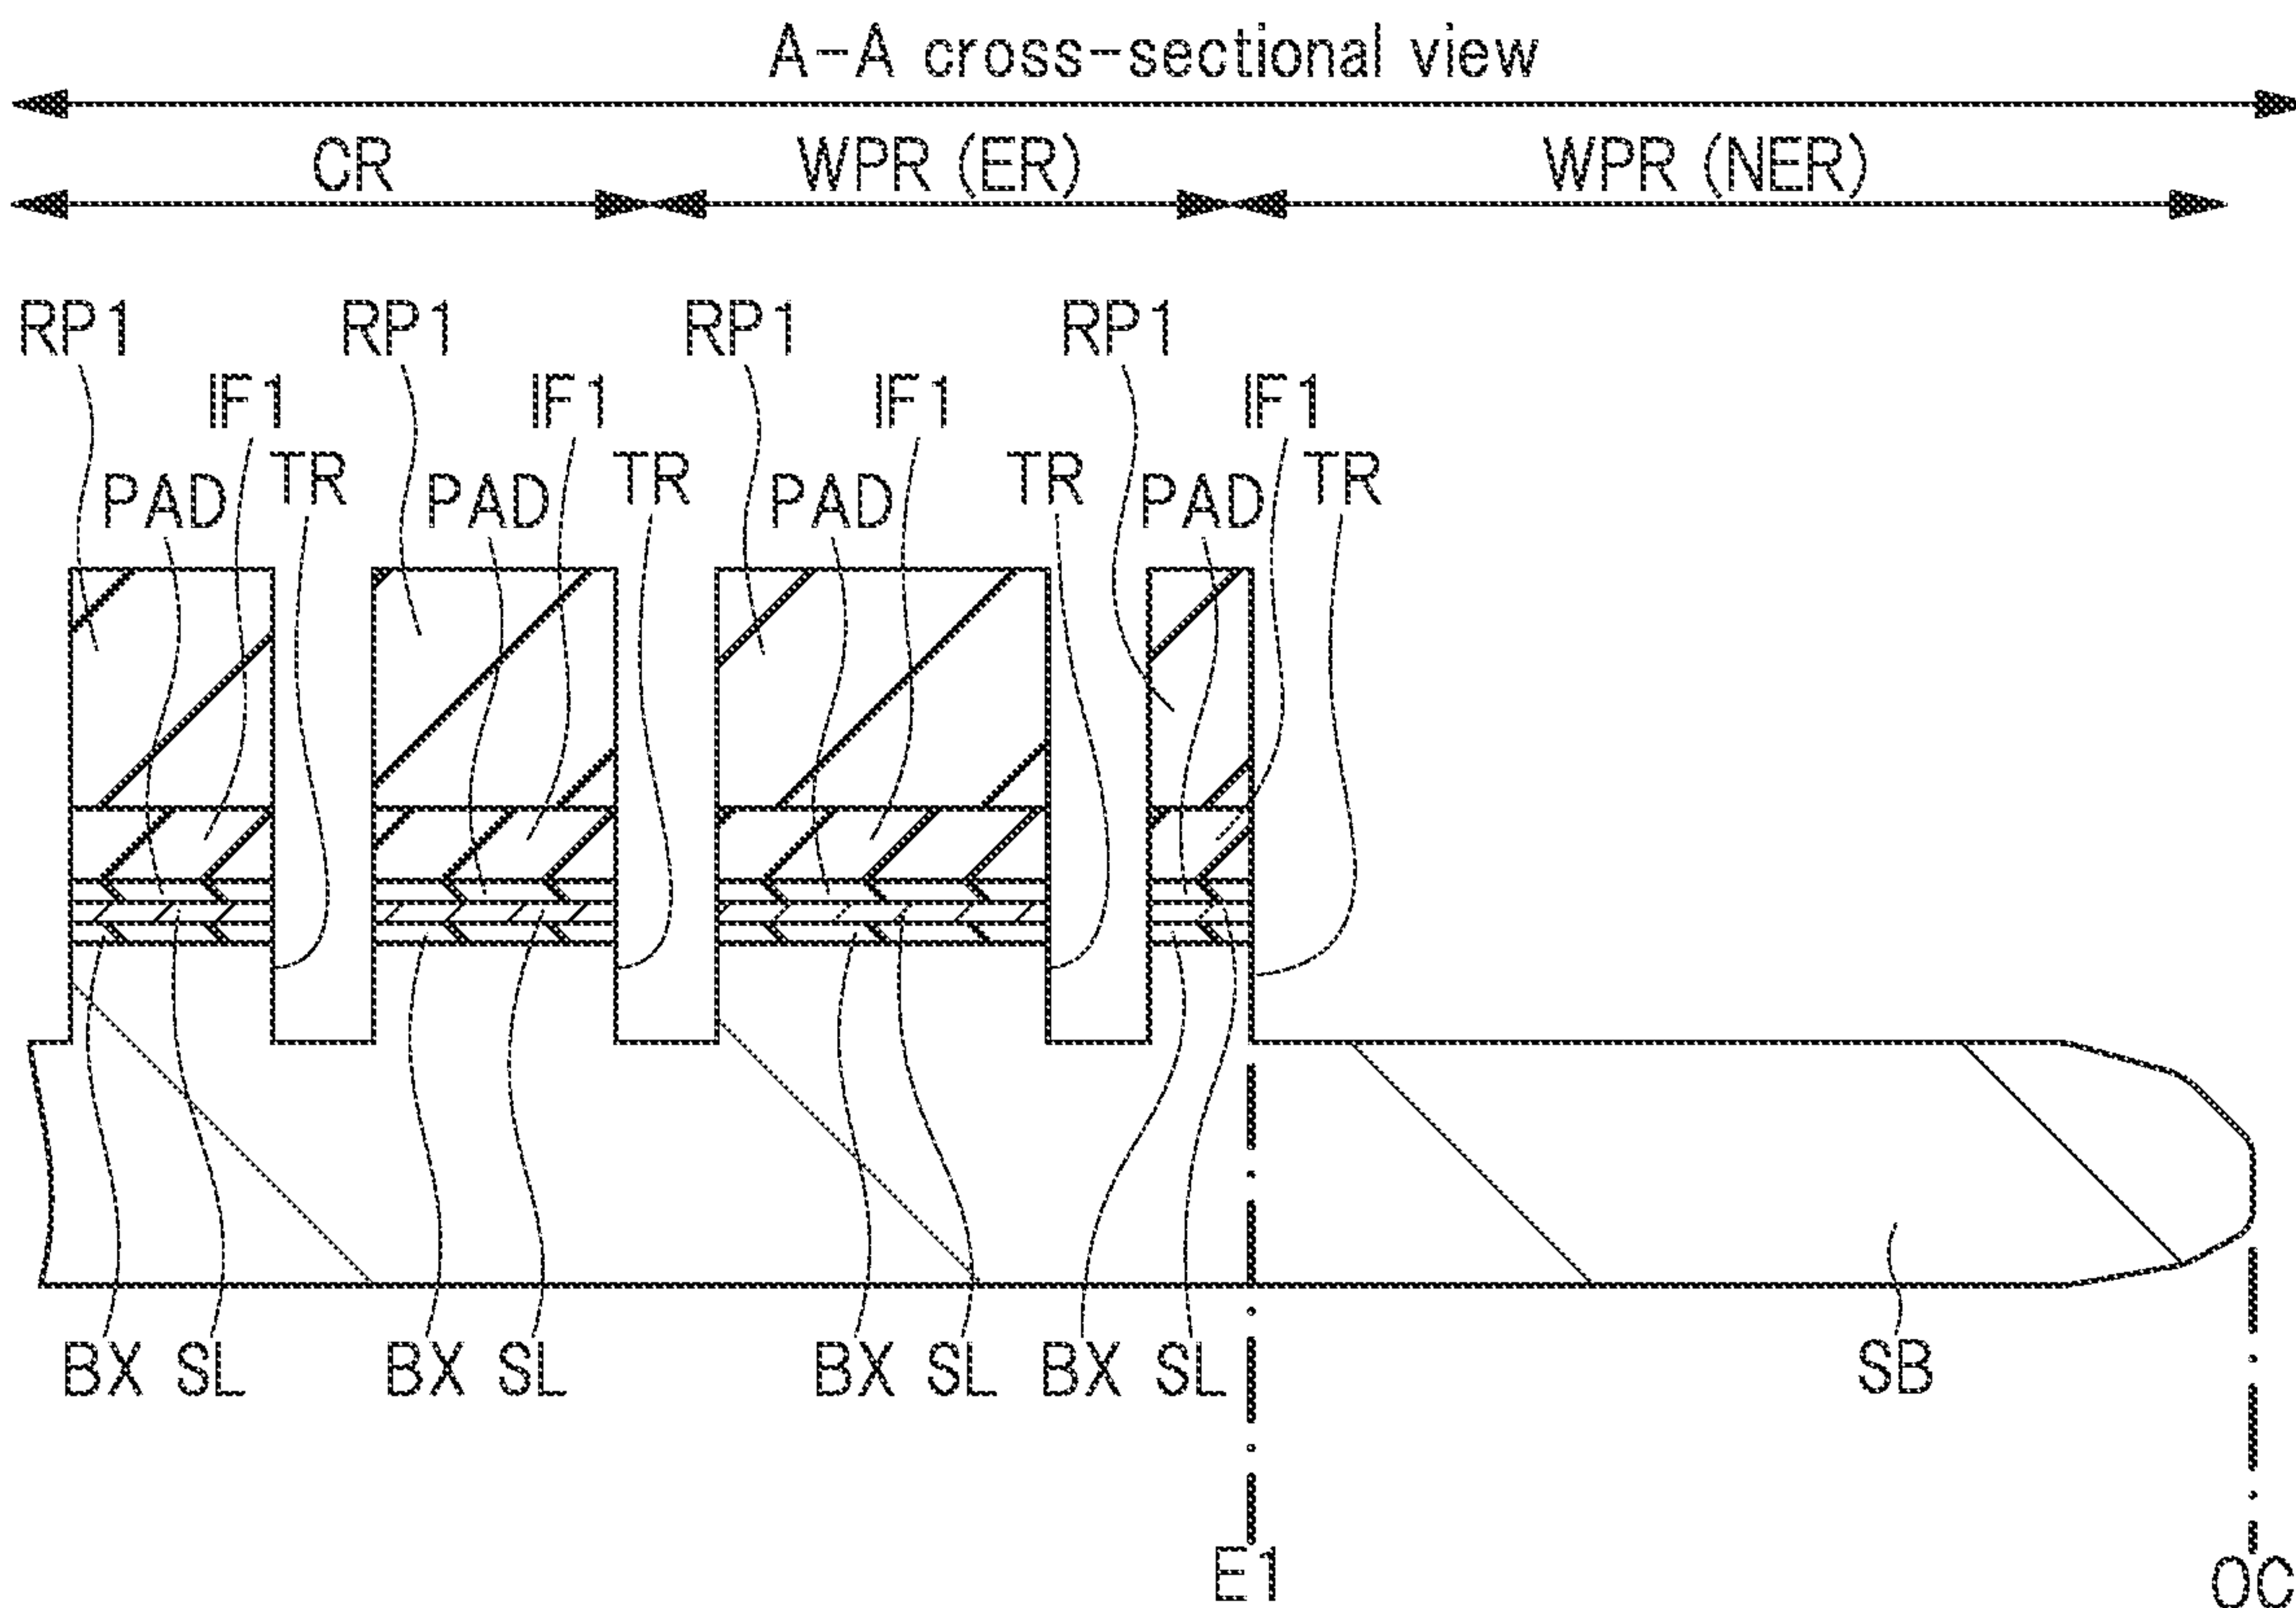 A-A cross-sectional view
CR WPR (ER) WPR (NER)
RP1 RP1 RP1 RP1
IF1 IF1 IF1 IF1
PAD TR PAD TR PAD TR PAD TR
BX SL BX SL BX SL BX SL SB
E1 OC